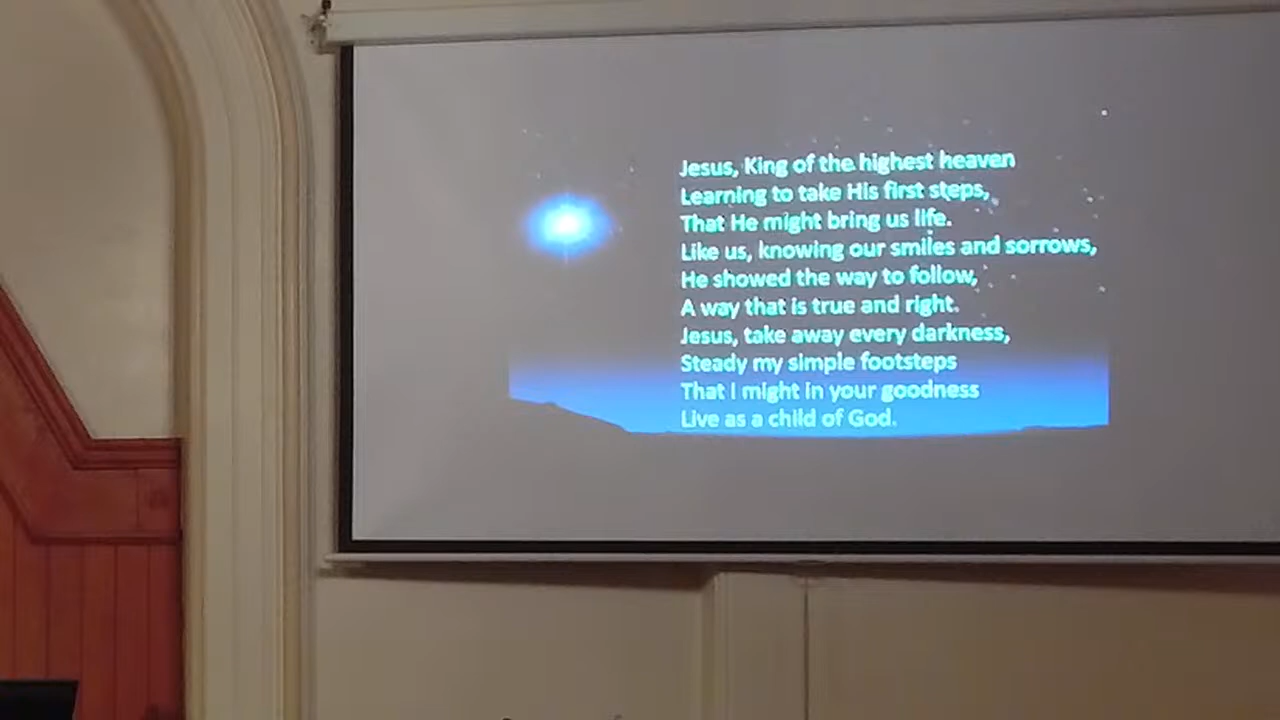 Jesus, King of the highest heaven
Learning to take His first steps,
That He might bring us life.
Like us, knowing our smiles and sorrows,
He showed the way to follow,
A way that is true and right.
Jesus, take away every darkness,
Steady my simple footsteps
That I might in your goodness
Live as a child of God.